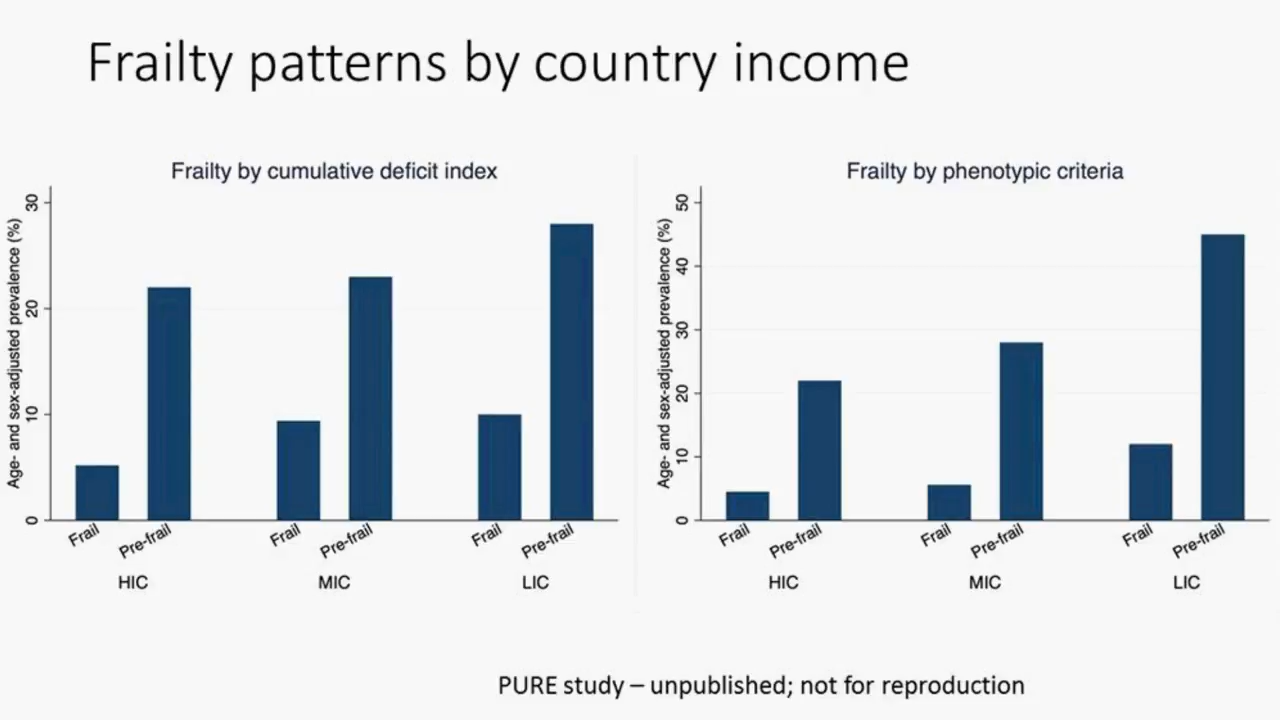 Frailty patterns by country income
Frailty by cumulative deficit index
Age- and sex-adjusted prevalence (%)
30
20
10
0
Frail
Pre-frail
Frail
Pre-frail
Frail
Pre-frail
HIC
MIC
LIC
Frailty by phenotypic criteria
Age- and sex-adjusted prevalence (%)
50
40
30
20
10
0
Frail
Pre-frail
Frail
Pre-frail
Frail
Pre-frail
HIC
MIC
LIC
PURE study – unpublished; not for reproduction